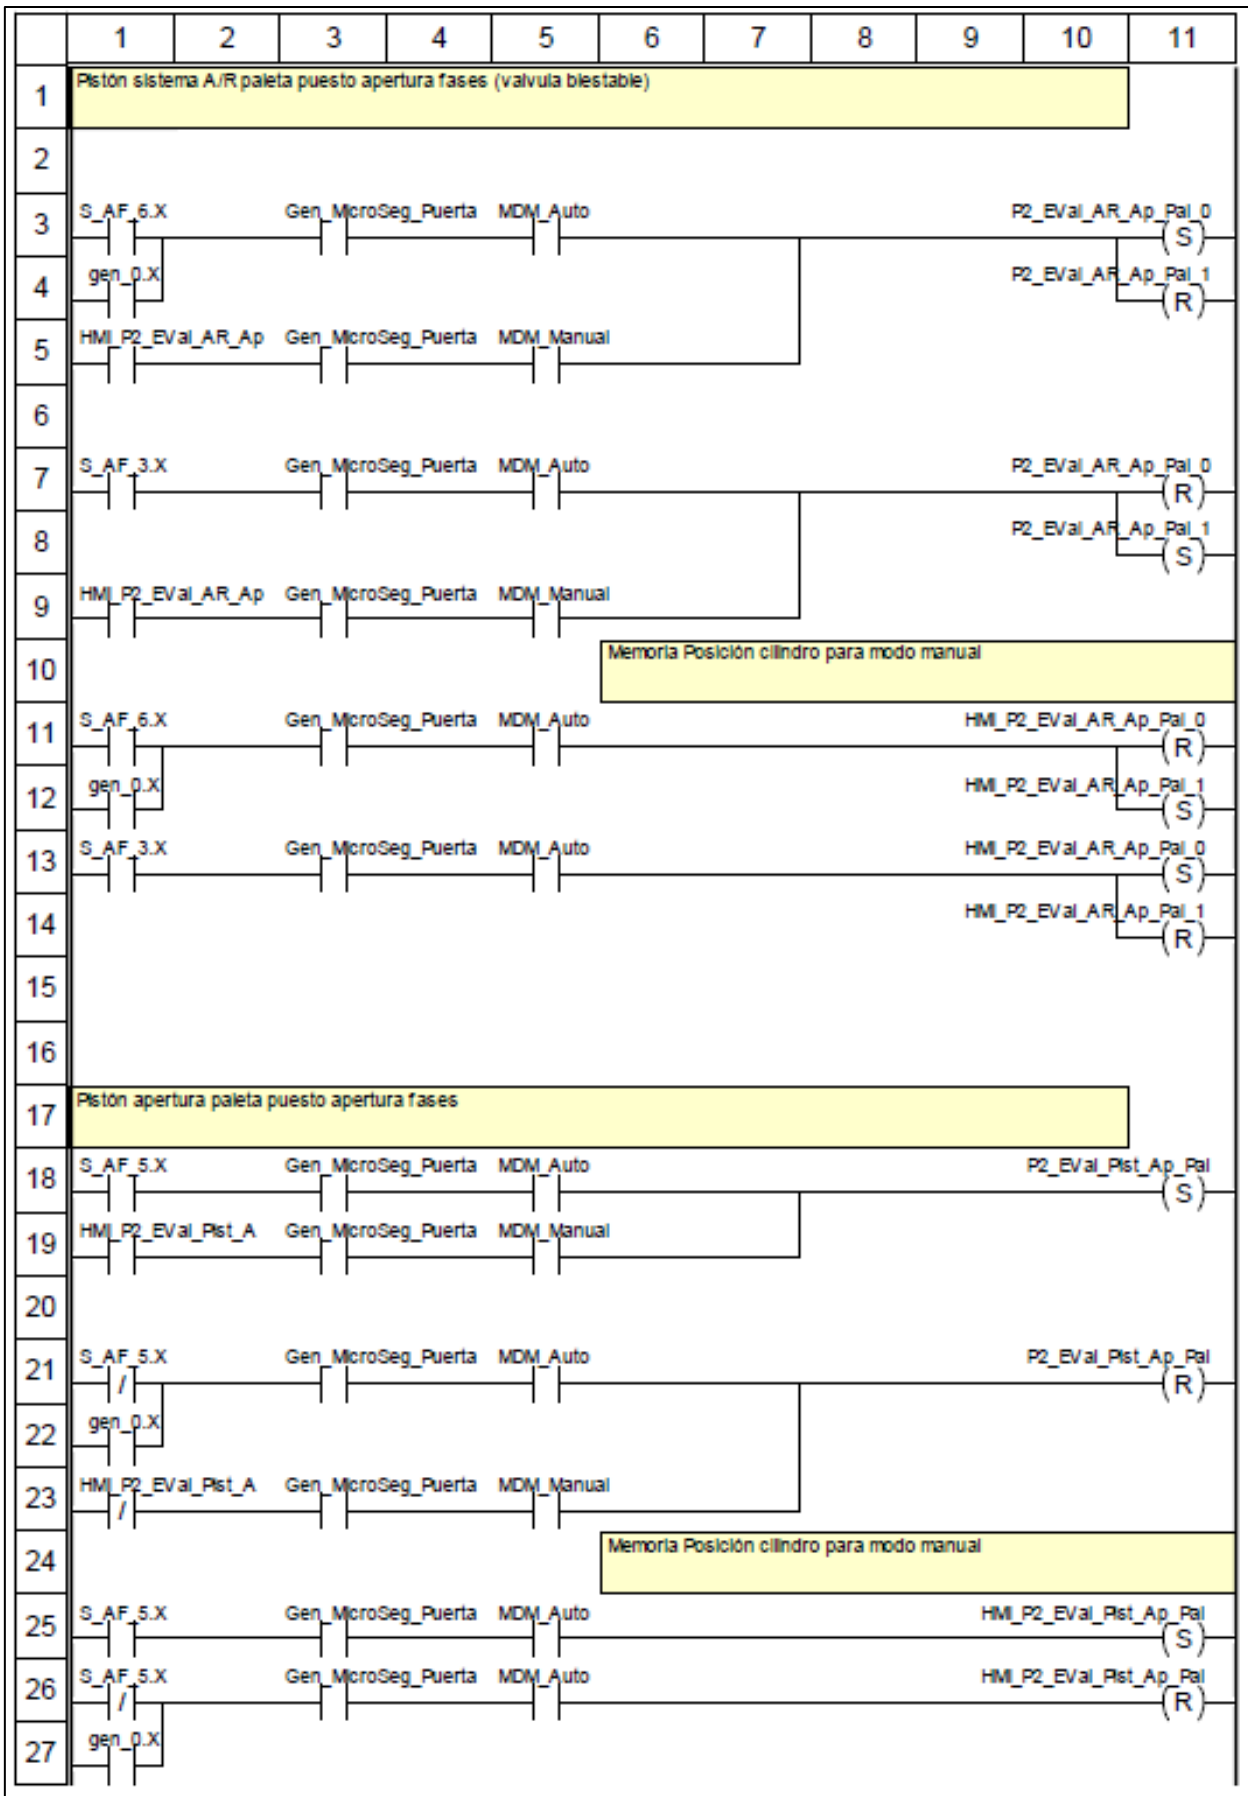 1 2 3 4 5 6 7 8 9 10 11
1 Pistón sistema A/R paleta puesto apertura fases (valvula biestable)
2
S_AF_6.X Gen_MicroSeg_Puerta MDM_Auto P2_EVal_AR_Ap_Pal_0
3 (S)
gen_0.X P2_EVal_AR_Ap_Pal_1
4 (R)
HMI_P2_EVal_AR_Ap Gen_MicroSeg_Puerta MDM_Manual
5
6
S_AF_3.X Gen_MicroSeg_Puerta MDM_Auto P2_EVal_AR_Ap_Pal_0
7 (R)
P2_EVal_AR_Ap_Pal_1
8 (S)
HMI_P2_EVal_AR_Ap Gen_MicroSeg_Puerta MDM_Manual
9
10 Memoria Posición cilindro para modo manual
S_AF_6.X Gen_MicroSeg_Puerta MDM_Auto HMI_P2_EVal_AR_Ap_Pal_0
11 (R)
gen_0.X HMI_P2_EVal_AR_Ap_Pal_1
12 (S)
S_AF_3.X Gen_MicroSeg_Puerta MDM_Auto HMI_P2_EVal_AR_Ap_Pal_0
13 (S)
HMI_P2_EVal_AR_Ap_Pal_1
14 (R)
15
16
17 Pistón apertura paleta puesto apertura fases
S_AF_5.X Gen_MicroSeg_Puerta MDM_Auto P2_EVal_Pist_Ap_Pal
18 (S)
HMI_P2_EVal_Pist_A Gen_MicroSeg_Puerta MDM_Manual
19
20
S_AF_5.X Gen_MicroSeg_Puerta MDM_Auto P2_EVal_Pist_Ap_Pal
21 / (R)
gen_0.X
22
HMI_P2_EVal_Pist_A Gen_MicroSeg_Puerta MDM_Manual
23 /
24 Memoria Posición cilindro para modo manual
S_AF_5.X Gen_MicroSeg_Puerta MDM_Auto HMI_P2_EVal_Pist_Ap_Pal
25 (S)
S_AF_5.X Gen_MicroSeg_Puerta MDM_Auto HMI_P2_EVal_Pist_Ap_Pal
26 / (R)
gen_0.X
27